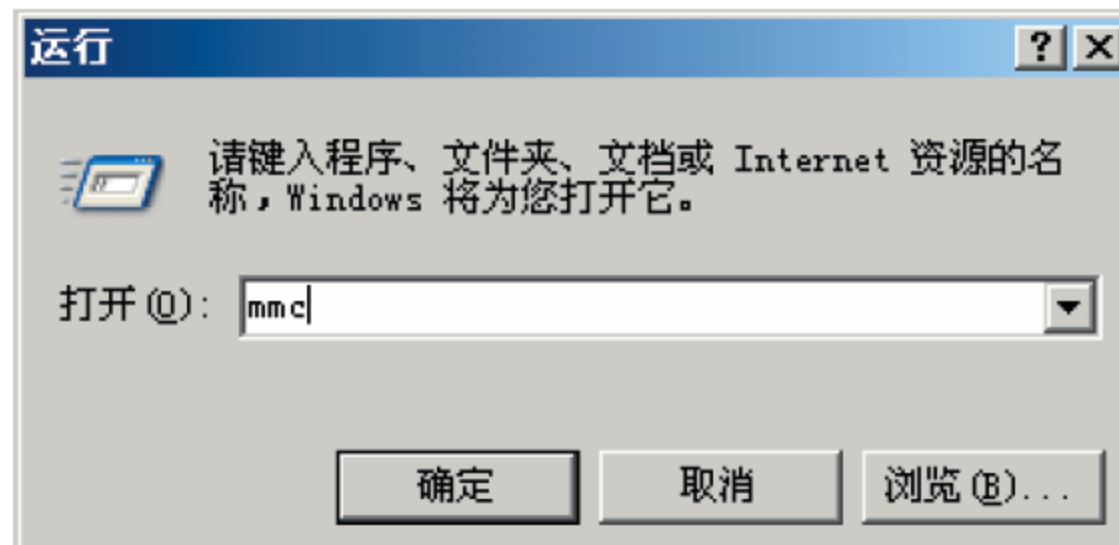 运行
请键入程序、文件夹、文档或 Internet 资源的名
称，Windows 将为您打开它。
打开(O): mmc
确定 取消 浏览(B)...